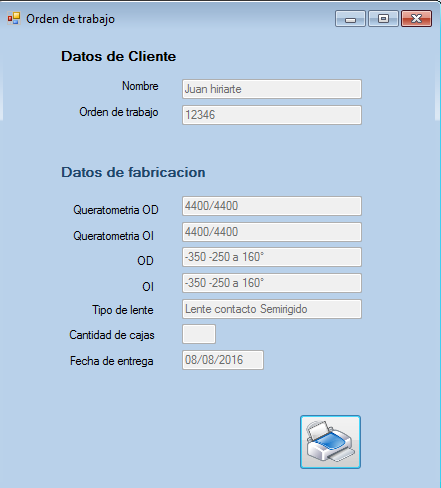 Orden de trabajo
Datos de Cliente
Nombre Juan hiriarte
Orden de trabajo 12346
Datos de fabricacion
Queratometria OD 4400/4400
Queratometria OI 4400/4400
OD -350 -250 a 160°
OI -350 -250 a 160°
Tipo de lente Lente contacto Semirigido
Cantidad de cajas
Fecha de entrega 08/08/2016